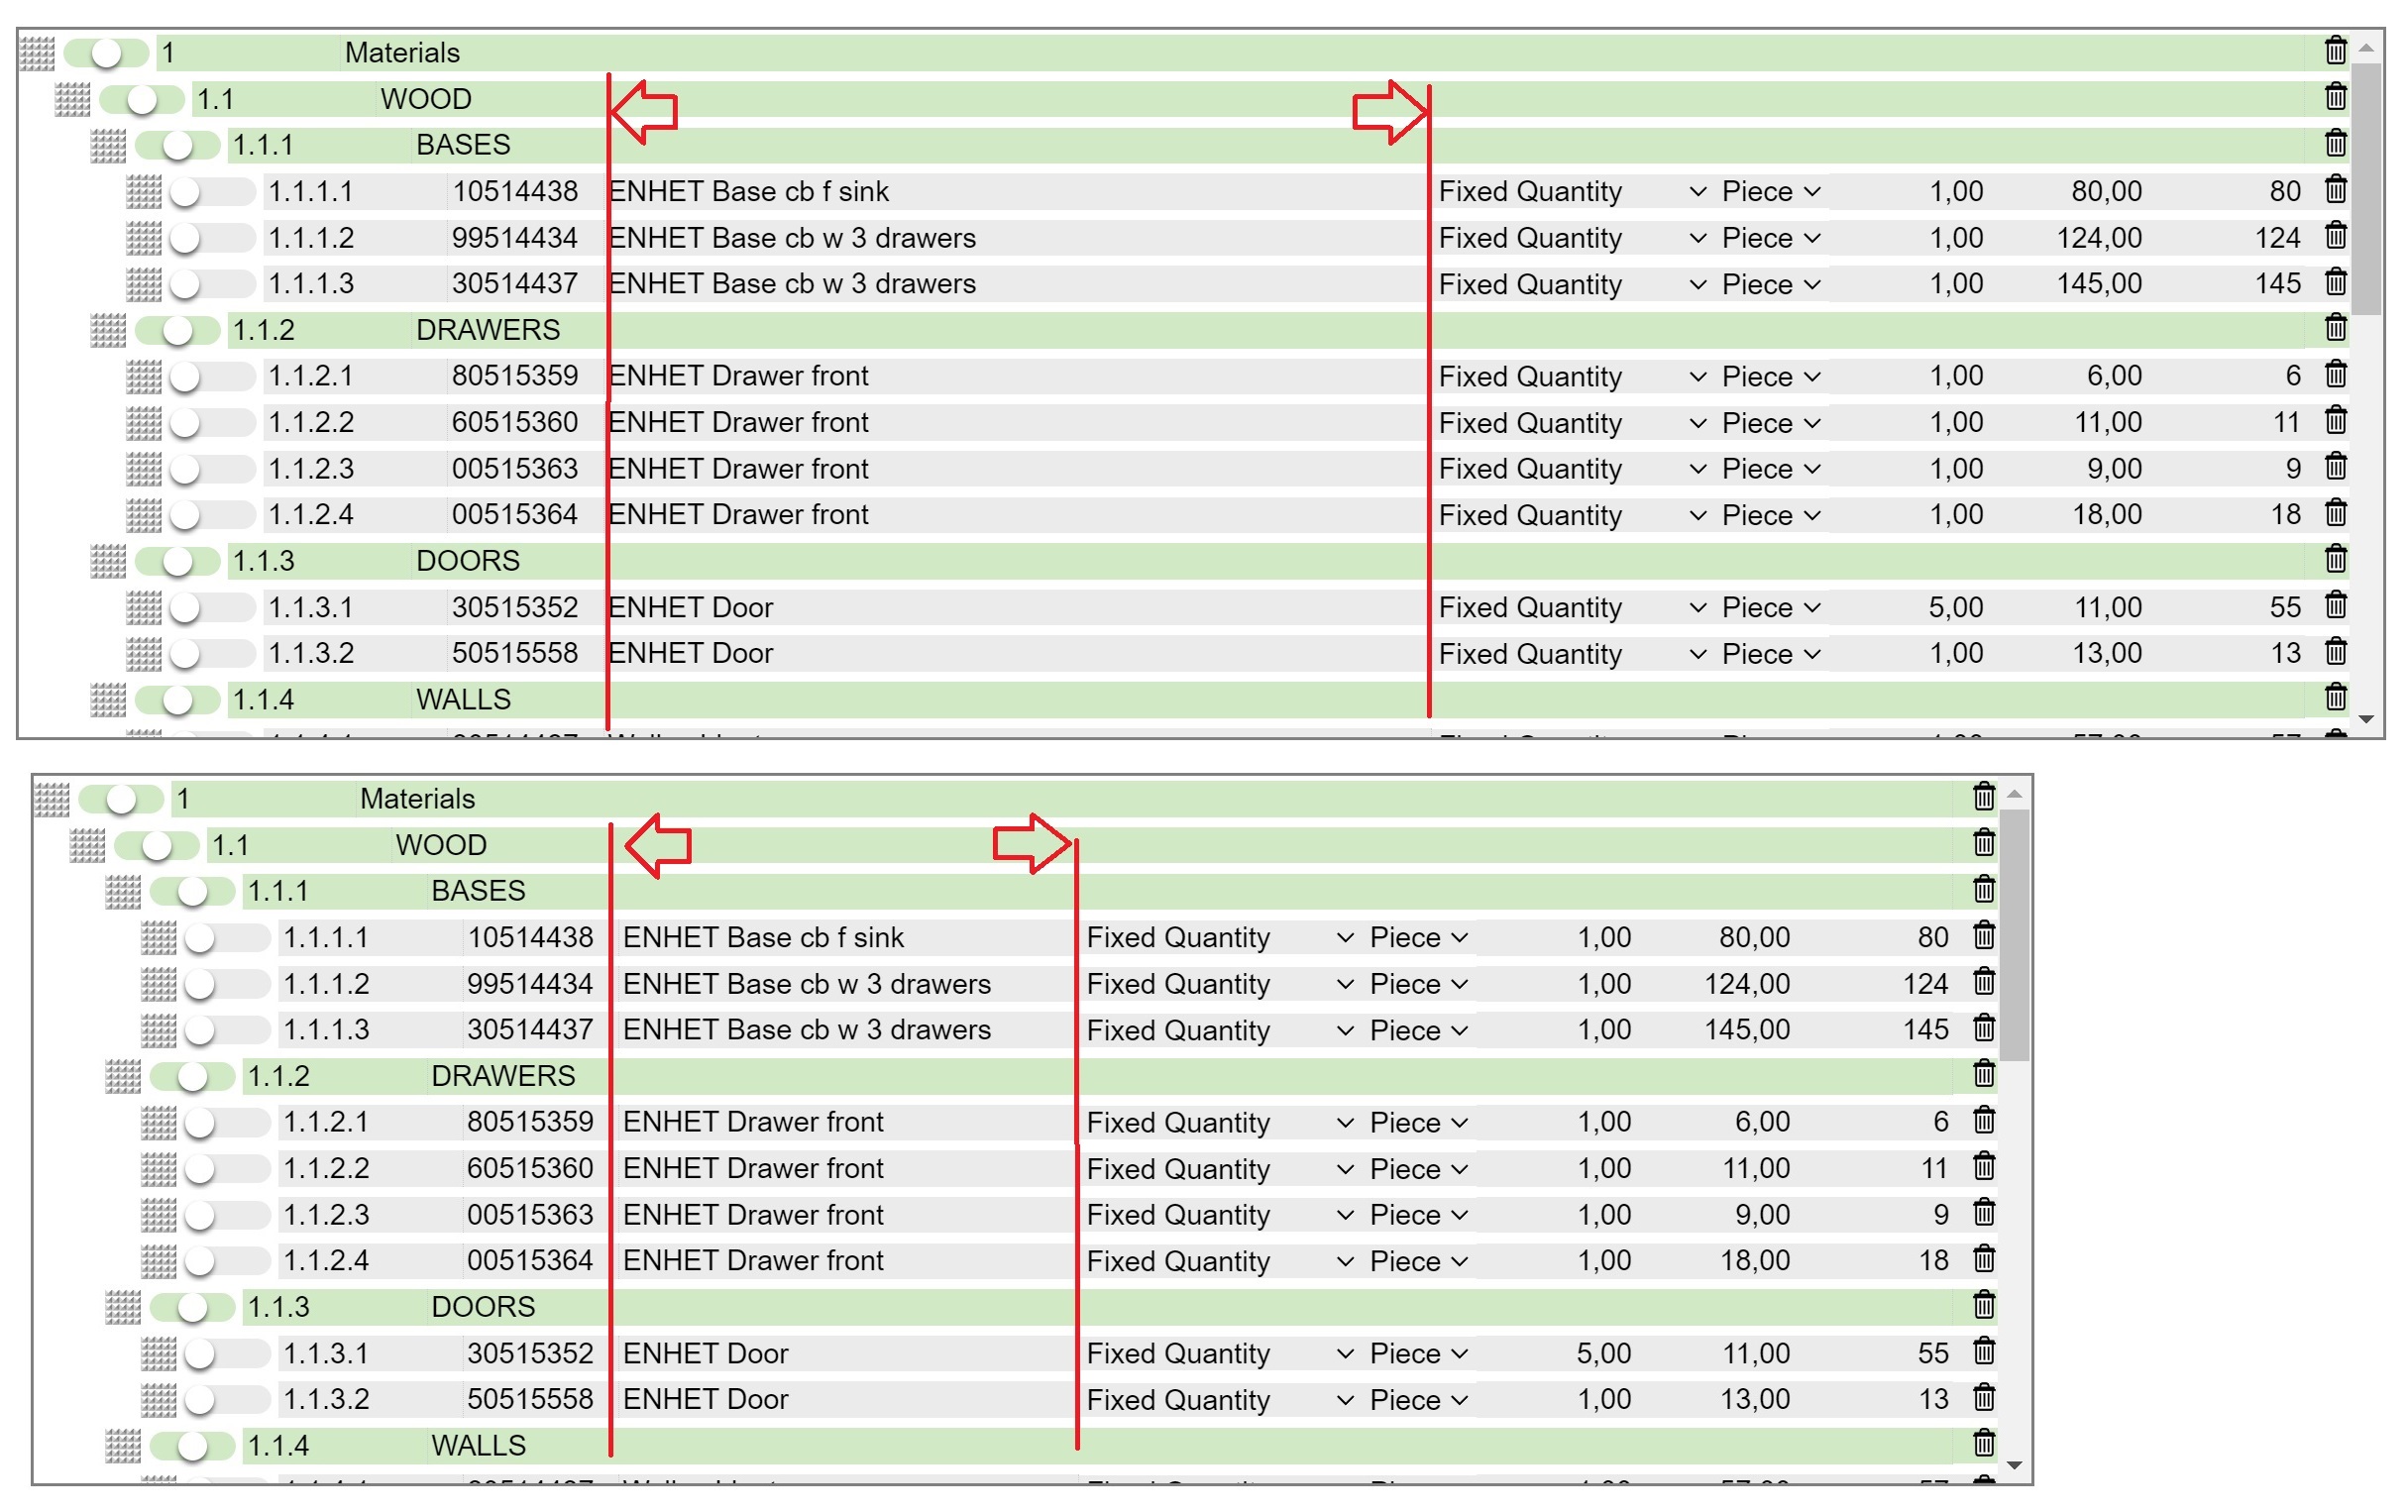 1 Materials
1.1 WOOD
1.1.1 BASES
1.1.1.1 10514438 ENHET Base cb f sink Fixed Quantity Piece 1,00 80,00 80
1.1.1.2 99514434 ENHET Base cb w 3 drawers Fixed Quantity Piece 1,00 124,00 124
1.1.1.3 30514437 ENHET Base cb w 3 drawers Fixed Quantity Piece 1,00 145,00 145
1.1.2 DRAWERS
1.1.2.1 80515359 ENHET Drawer front Fixed Quantity Piece 1,00 6,00 6
1.1.2.2 60515360 ENHET Drawer front Fixed Quantity Piece 1,00 11,00 11
1.1.2.3 00515363 ENHET Drawer front Fixed Quantity Piece 1,00 9,00 9
1.1.2.4 00515364 ENHET Drawer front Fixed Quantity Piece 1,00 18,00 18
1.1.3 DOORS
1.1.3.1 30515352 ENHET Door Fixed Quantity Piece 5,00 11,00 55
1.1.3.2 50515558 ENHET Door Fixed Quantity Piece 1,00 13,00 13
1.1.4 WALLS
1 Materials
1.1 WOOD
1.1.1 BASES
1.1.1.1 10514438 ENHET Base cb f sink Fixed Quantity Piece 1,00 80,00 80
1.1.1.2 99514434 ENHET Base cb w 3 drawers Fixed Quantity Piece 1,00 124,00 124
1.1.1.3 30514437 ENHET Base cb w 3 drawers Fixed Quantity Piece 1,00 145,00 145
1.1.2 DRAWERS
1.1.2.1 80515359 ENHET Drawer front Fixed Quantity Piece 1,00 6,00 6
1.1.2.2 60515360 ENHET Drawer front Fixed Quantity Piece 1,00 11,00 11
1.1.2.3 00515363 ENHET Drawer front Fixed Quantity Piece 1,00 9,00 9
1.1.2.4 00515364 ENHET Drawer front Fixed Quantity Piece 1,00 18,00 18
1.1.3 DOORS
1.1.3.1 30515352 ENHET Door Fixed Quantity Piece 5,00 11,00 55
1.1.3.2 50515558 ENHET Door Fixed Quantity Piece 1,00 13,00 13
1.1.4 WALLS